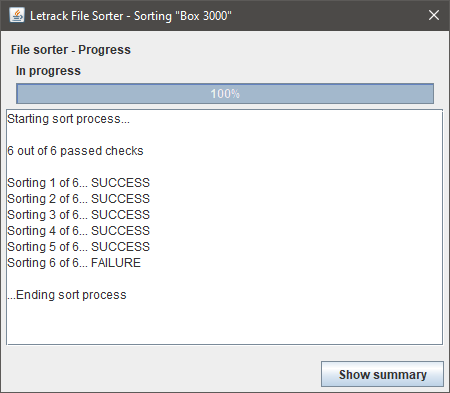 Letrack File Sorter - Sorting "Box 3000"
File sorter - Progress
In progress
100%
Starting sort process...
6 out of 6 passed checks
Sorting 1 of 6... SUCCESS
Sorting 2 of 6... SUCCESS
Sorting 3 of 6... SUCCESS
Sorting 4 of 6... SUCCESS
Sorting 5 of 6... SUCCESS
Sorting 6 of 6... FAILURE
...Ending sort process
Show summary